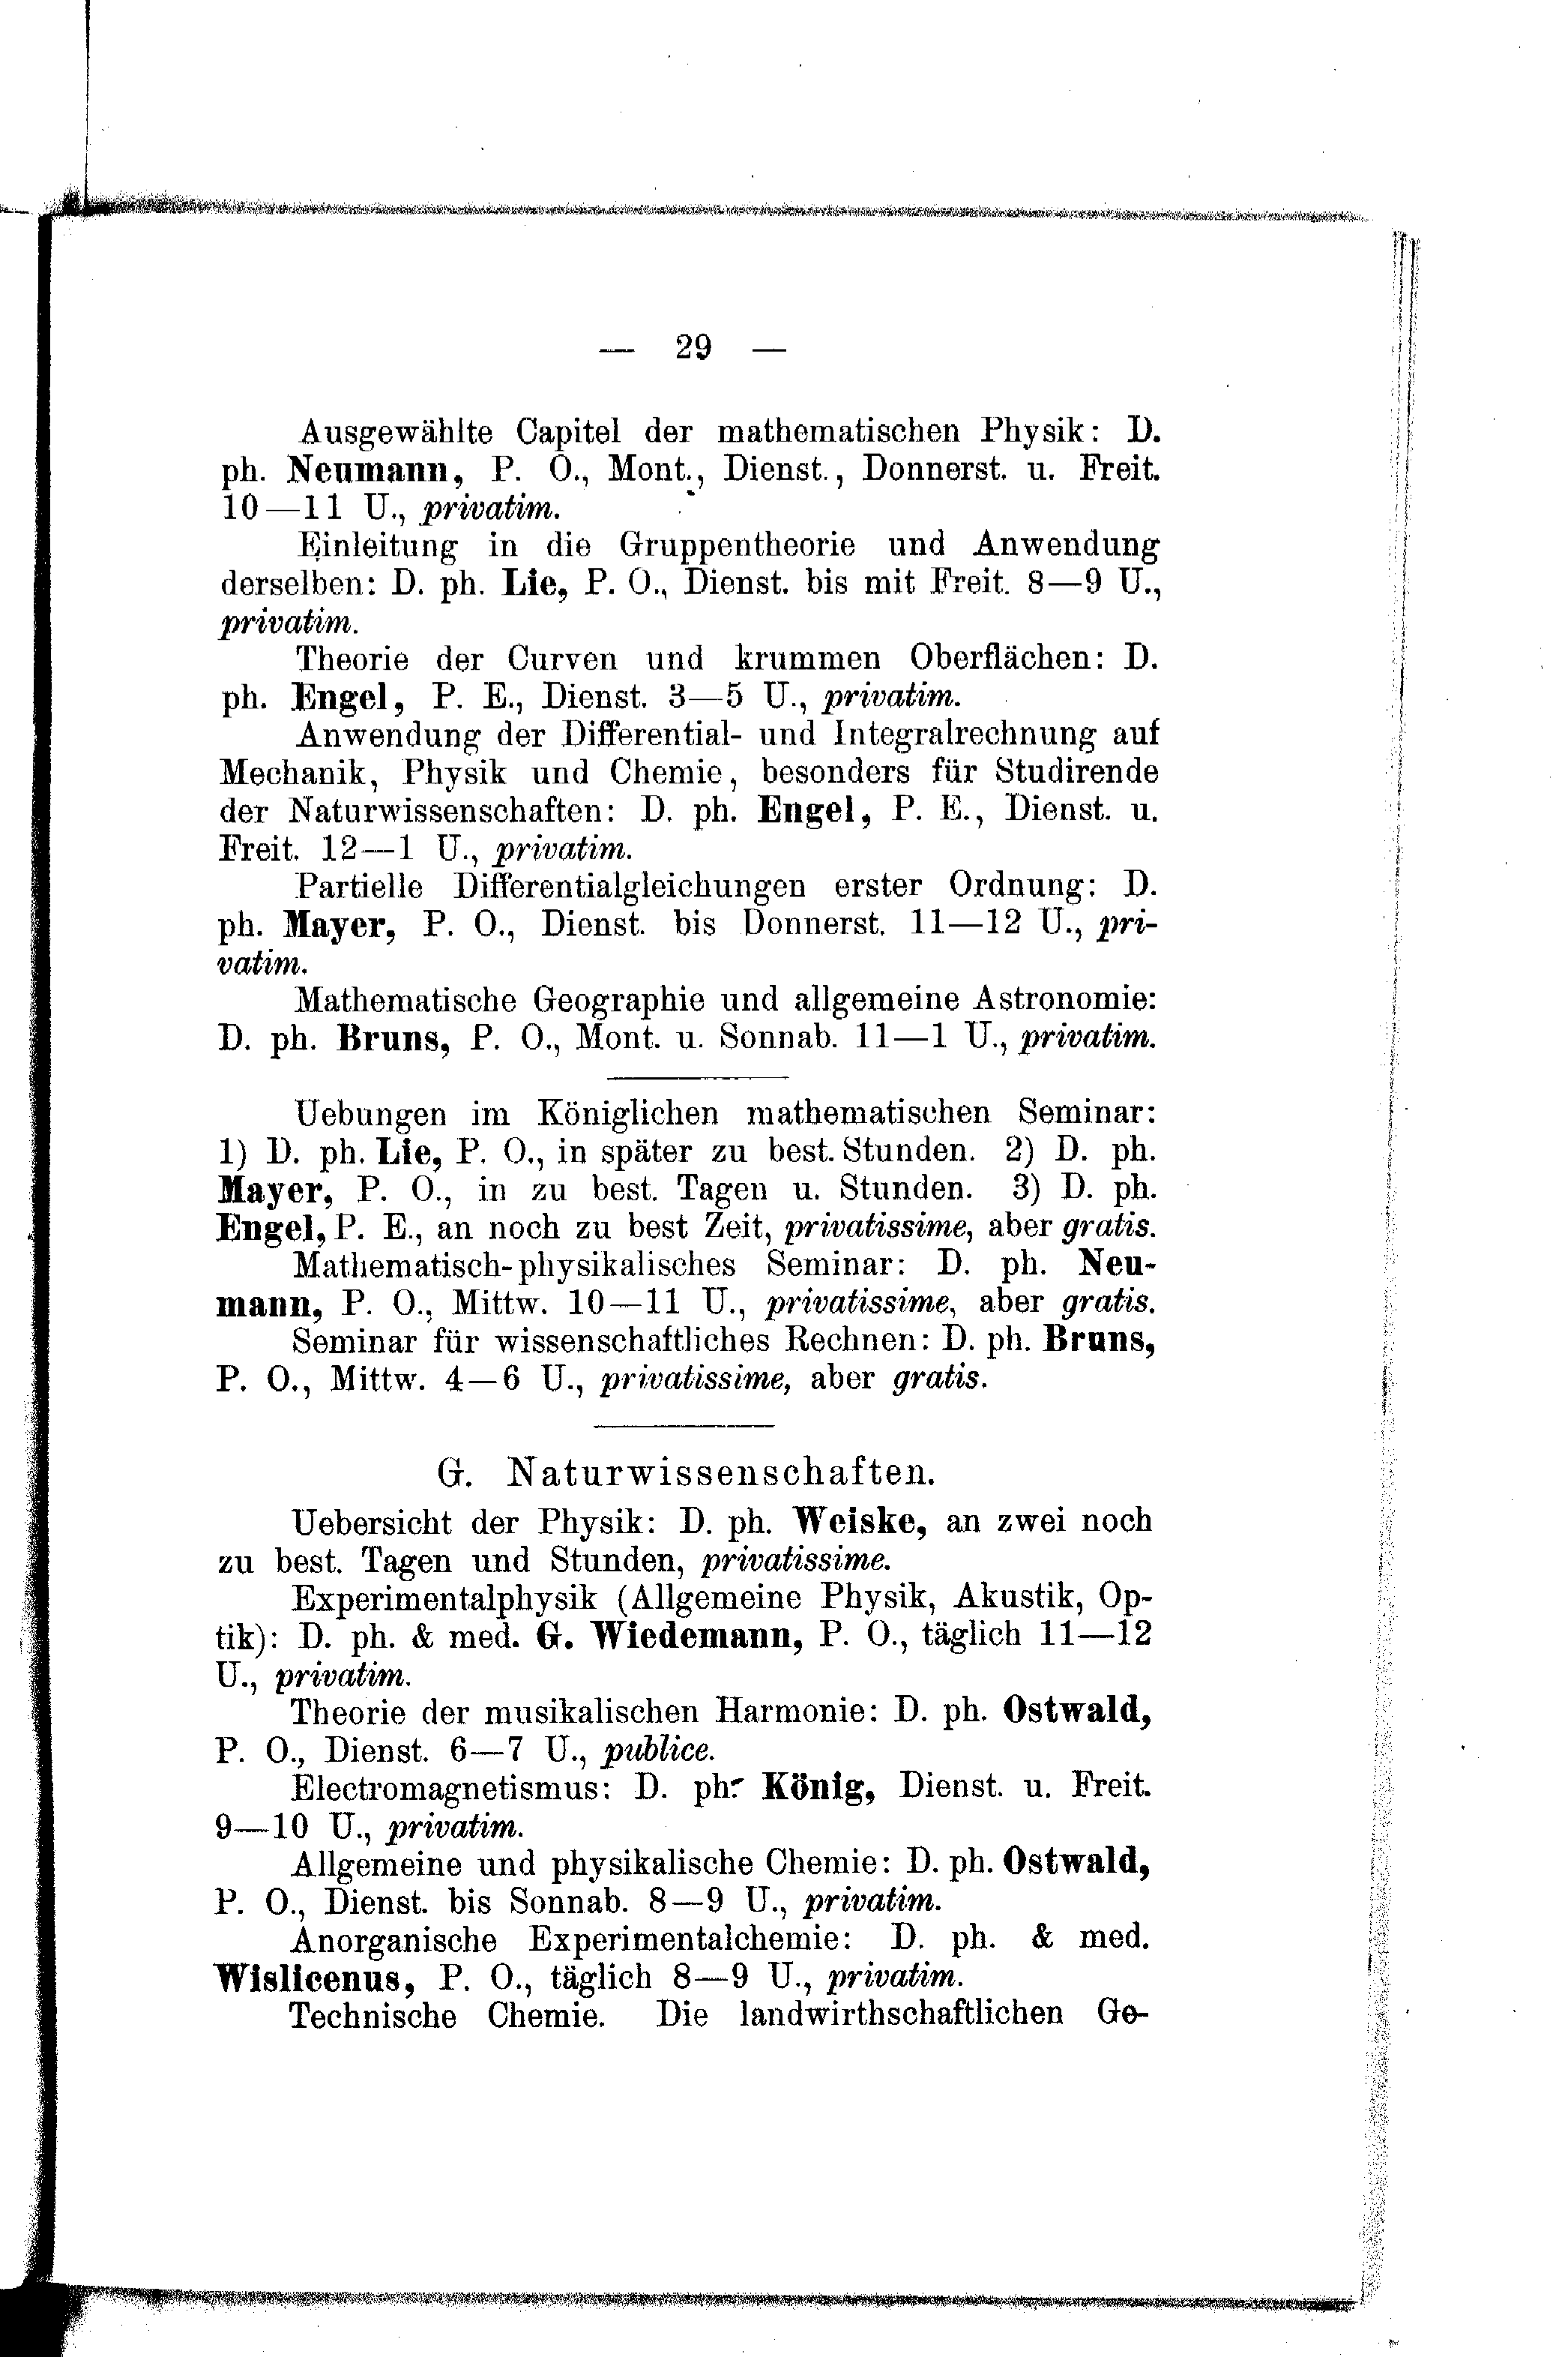 — 29 —
Ausgewählte Capitel der mathematischen Physik: D.
ph. Neumann, P. O., Mont., Dienst., Donnerst. u. Freit.
10—11 U., privatim.
Einleitung in die Gruppentheorie und Anwendung
derselben: D. ph. Lie, P. O., Dienst. bis mit Freit. 8—9 U.,
privatim.
Theorie der Curven und krummen Oberflächen: D.
ph. Engel, P. E., Dienst. 3—5 U., privatim.
Anwendung der Differential- und Integralrechnung auf
Mechanik, Physik und Chemie, besonders für Studirende
der Naturwissenschaften: D. ph. Engel, P. E., Dienst. u.
Freit. 12—1 U., privatim.
Partielle Differentialgleichungen erster Ordnung: D.
ph. Mayer, P. O., Dienst. bis Donnerst. 11—12 U., pri-
vatim.
Mathematische Geographie und allgemeine Astronomie:
D. ph. Bruns, P. O., Mont. u. Sonnab. 11—1 U., privatim.
Uebungen im Königlichen mathematischen Seminar:
1) D. ph. Lie, P. O., in später zu best. Stunden. 2) D. ph.
Mayer, P. O., in zu best. Tagen u. Stunden. 3) D. ph.
Engel, P. E., an noch zu best Zeit, privatissime, aber gratis.
Mathematisch-physikalisches Seminar: D. ph. Neu-
mann, P. O., Mittw. 10—11 U., privatissime, aber gratis.
Seminar für wissenschaftliches Rechnen: D. ph. Bruns,
P. O., Mittw. 4—6 U., privatissime, aber gratis.
G. Naturwissenschaften.
Uebersicht der Physik: D. ph. Weiske, an zwei noch
zu best. Tagen und Stunden, privatissime.
Experimentalphysik (Allgemeine Physik, Akustik, Op-
tik): D. ph. & med. G. Wiedemann, P. O., täglich 11—12
U., privatim.
Theorie der musikalischen Harmonie: D. ph. Ostwald,
P. O., Dienst. 6—7 U., publice.
Electromagnetismus: D. ph. König, Dienst. u. Freit.
9—10 U., privatim.
Allgemeine und physikalische Chemie: D. ph. Ostwald,
P. O., Dienst. bis Sonnab. 8—9 U., privatim.
Anorganische Experimentalchemie: D. ph. & med.
Wislicenus, P. O., täglich 8—9 U., privatim.
Technische Chemie. Die landwirthschaftlichen Ge-